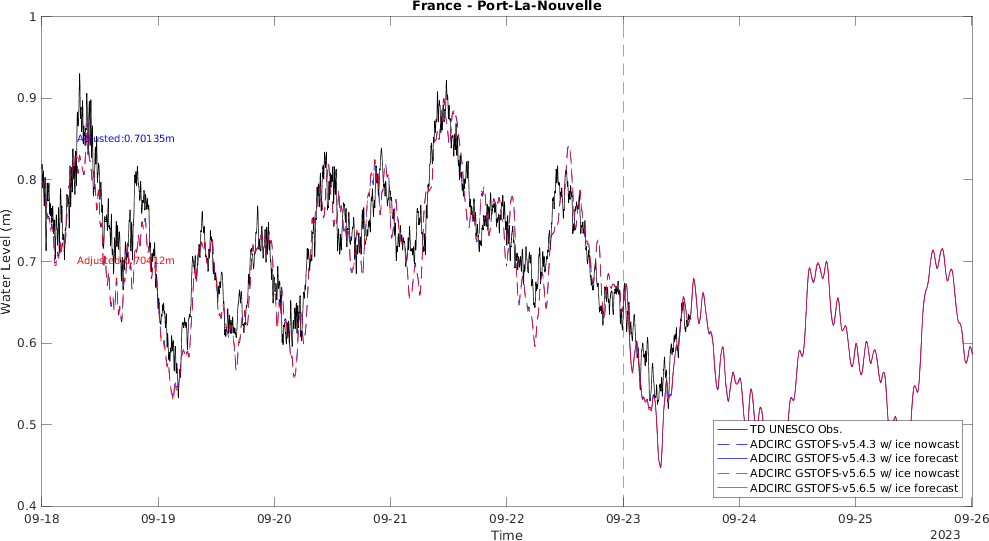 France - Port-La-Nouvelle
1
0.9
0.8
0.7
0.6
0.5
0.4
Water Level (m)
Adjusted:0.70135m
Adjusted:0.70412m
TD UNESCO Obs.
ADCIRC GSTOFS-v5.4.3 w/ ice nowcast
ADCIRC GSTOFS-v5.4.3 w/ ice forecast
ADCIRC GSTOFS-v5.6.5 w/ ice nowcast
ADCIRC GSTOFS-v5.6.5 w/ ice forecast
09-18 09-19 09-20 09-21 09-22 09-23 09-24 09-25 09-26
Time
2023